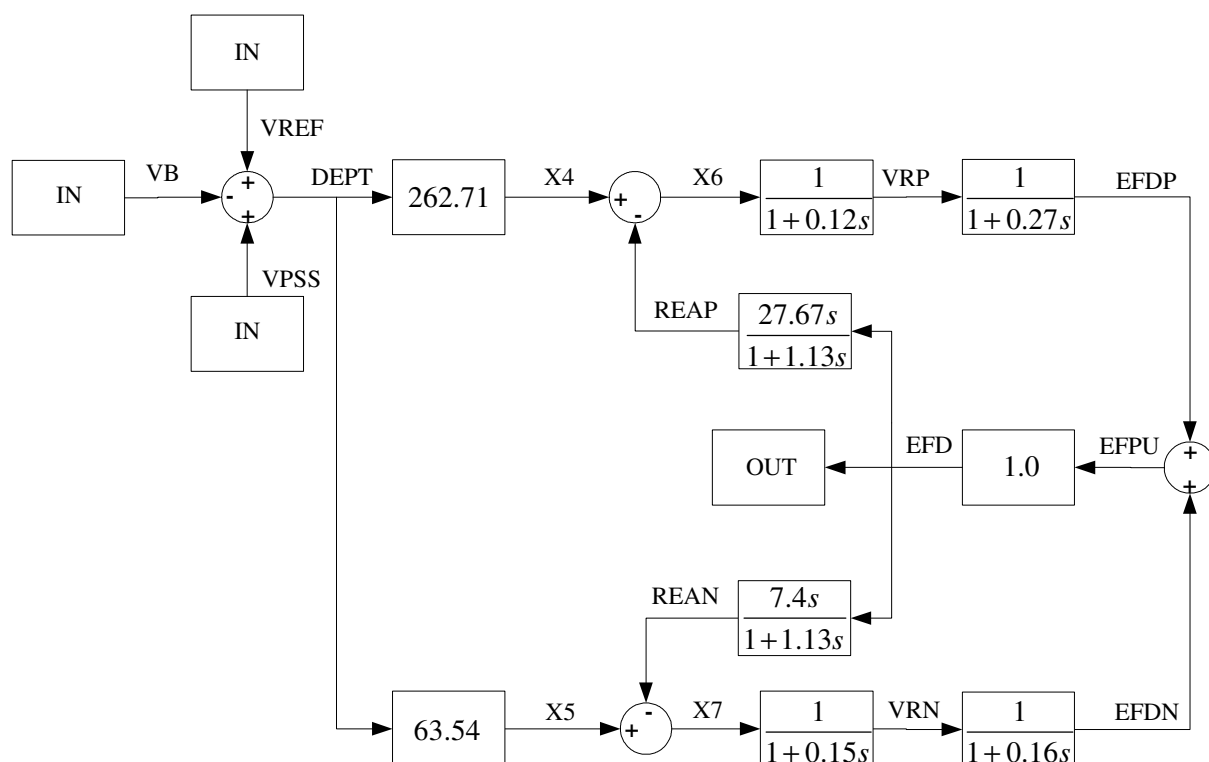 IN
VREF
IN
VB
+
-
+
DEPT
262.71
X4
+
-
X6
1
1+0.12s
VRP
1
1+0.27s
EFDP
VPSS
IN
REAP
27.67s
1+1.13s
OUT
EFD
1.0
EFPU
+
+
REAN
7.4s
1+1.13s
63.54
X5
-
+
X7
1
1+0.15s
VRN
1
1+0.16s
EFDN